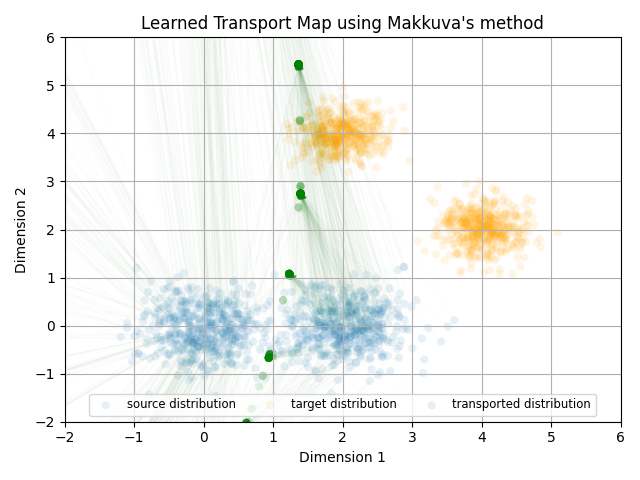 Learned Transport Map using Makkuva's method
6
5
4
3
2
1
0
−1
−2
Dimension 2
source distribution target distribution transported distribution
−2 −1 0 1 2 3 4 5 6
Dimension 1